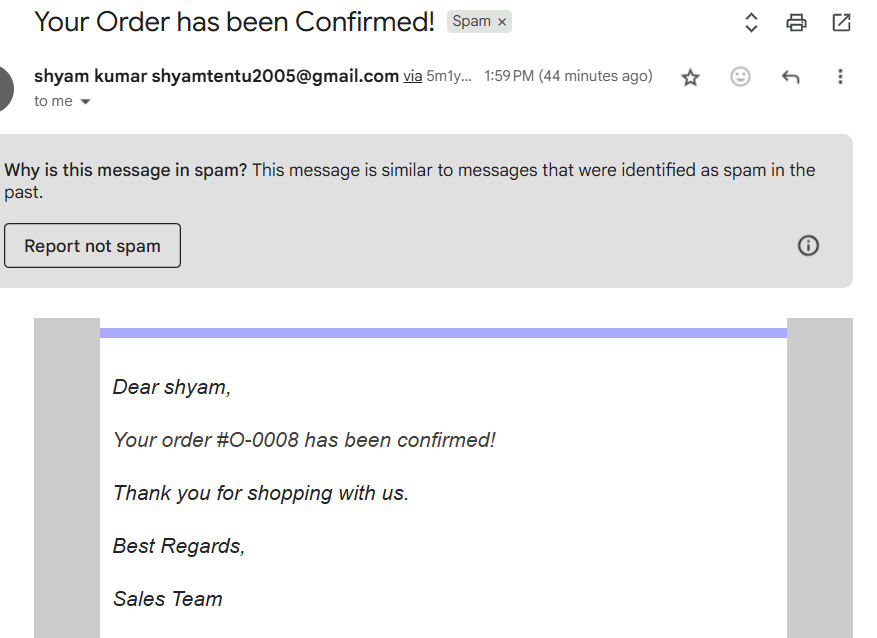 Your Order has been Confirmed! Spam ×
shyam kumar shyamtentu2005@gmail.com via 5m1y... 1:59 PM (44 minutes ago)
to me
Why is this message in spam? This message is similar to messages that were identified as spam in the
past.
Report not spam
Dear shyam,
Your order #O-0008 has been confirmed!
Thank you for shopping with us.
Best Regards,
Sales Team